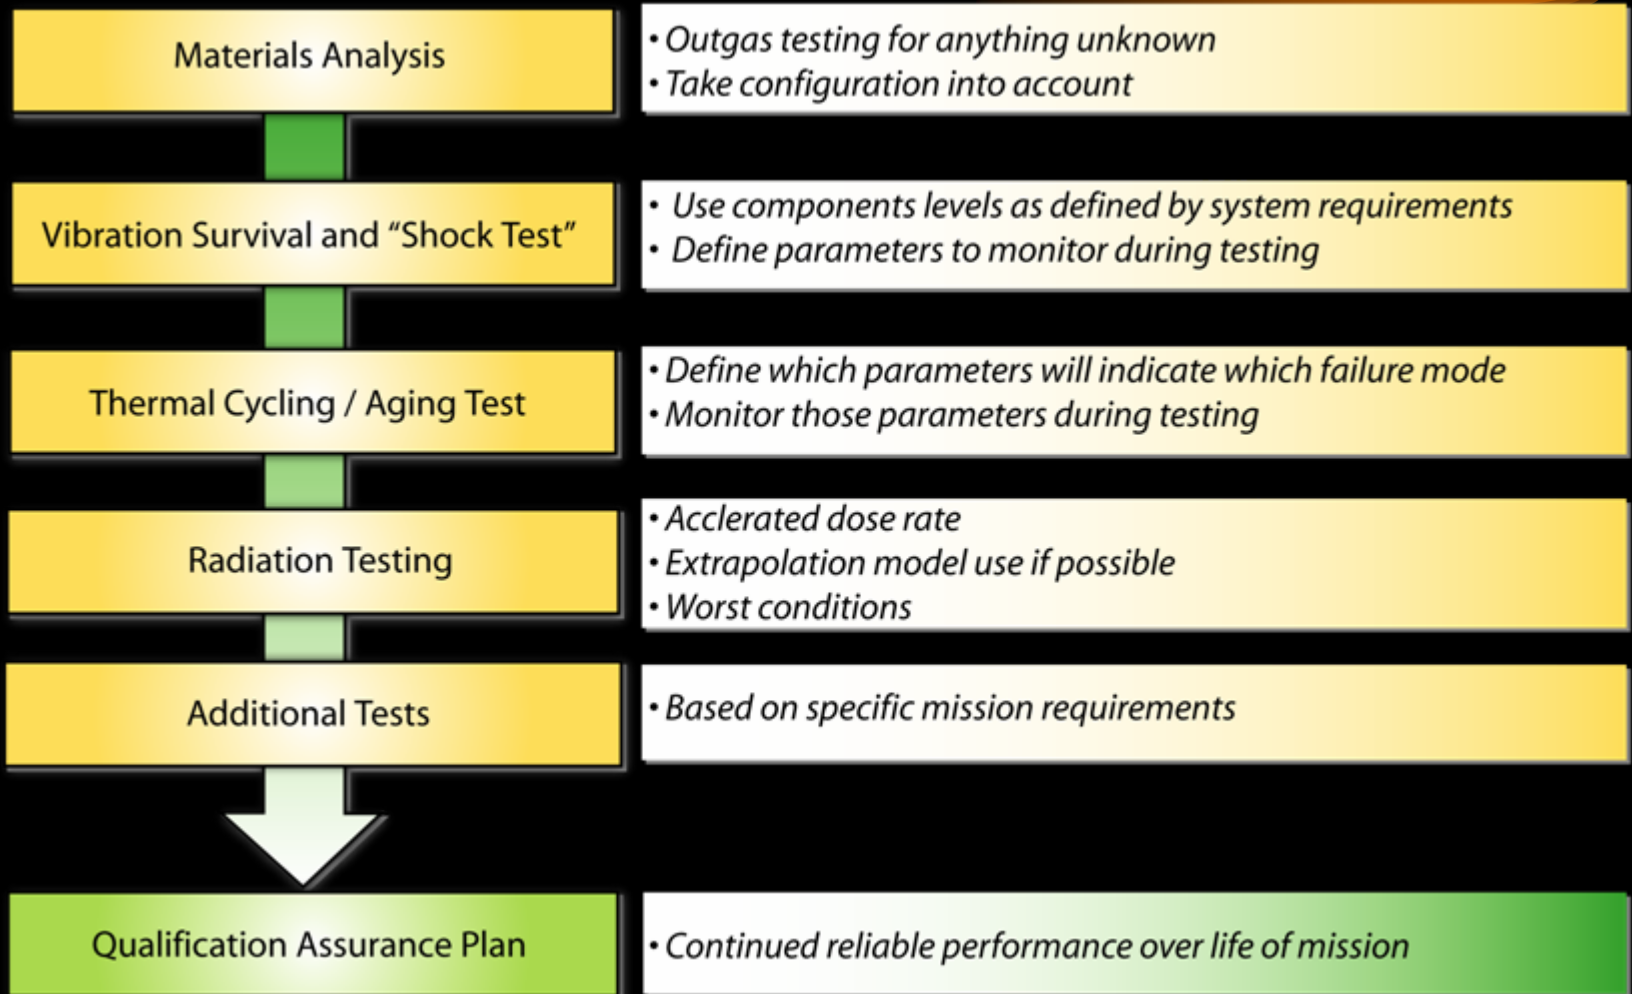 Materials Analysis
• Outgas testing for anything unknown
• Take configuration into account
Vibration Survival and “Shock Test”
• Use components levels as defined by system requirements
• Define parameters to monitor during testing
Thermal Cycling / Aging Test
• Define which parameters will indicate which failure mode
• Monitor those parameters during testing
Radiation Testing
• Acclerated dose rate
• Extrapolation model use if possible
• Worst conditions
Additional Tests
• Based on specific mission requirements
Qualification Assurance Plan
• Continued reliable performance over life of mission